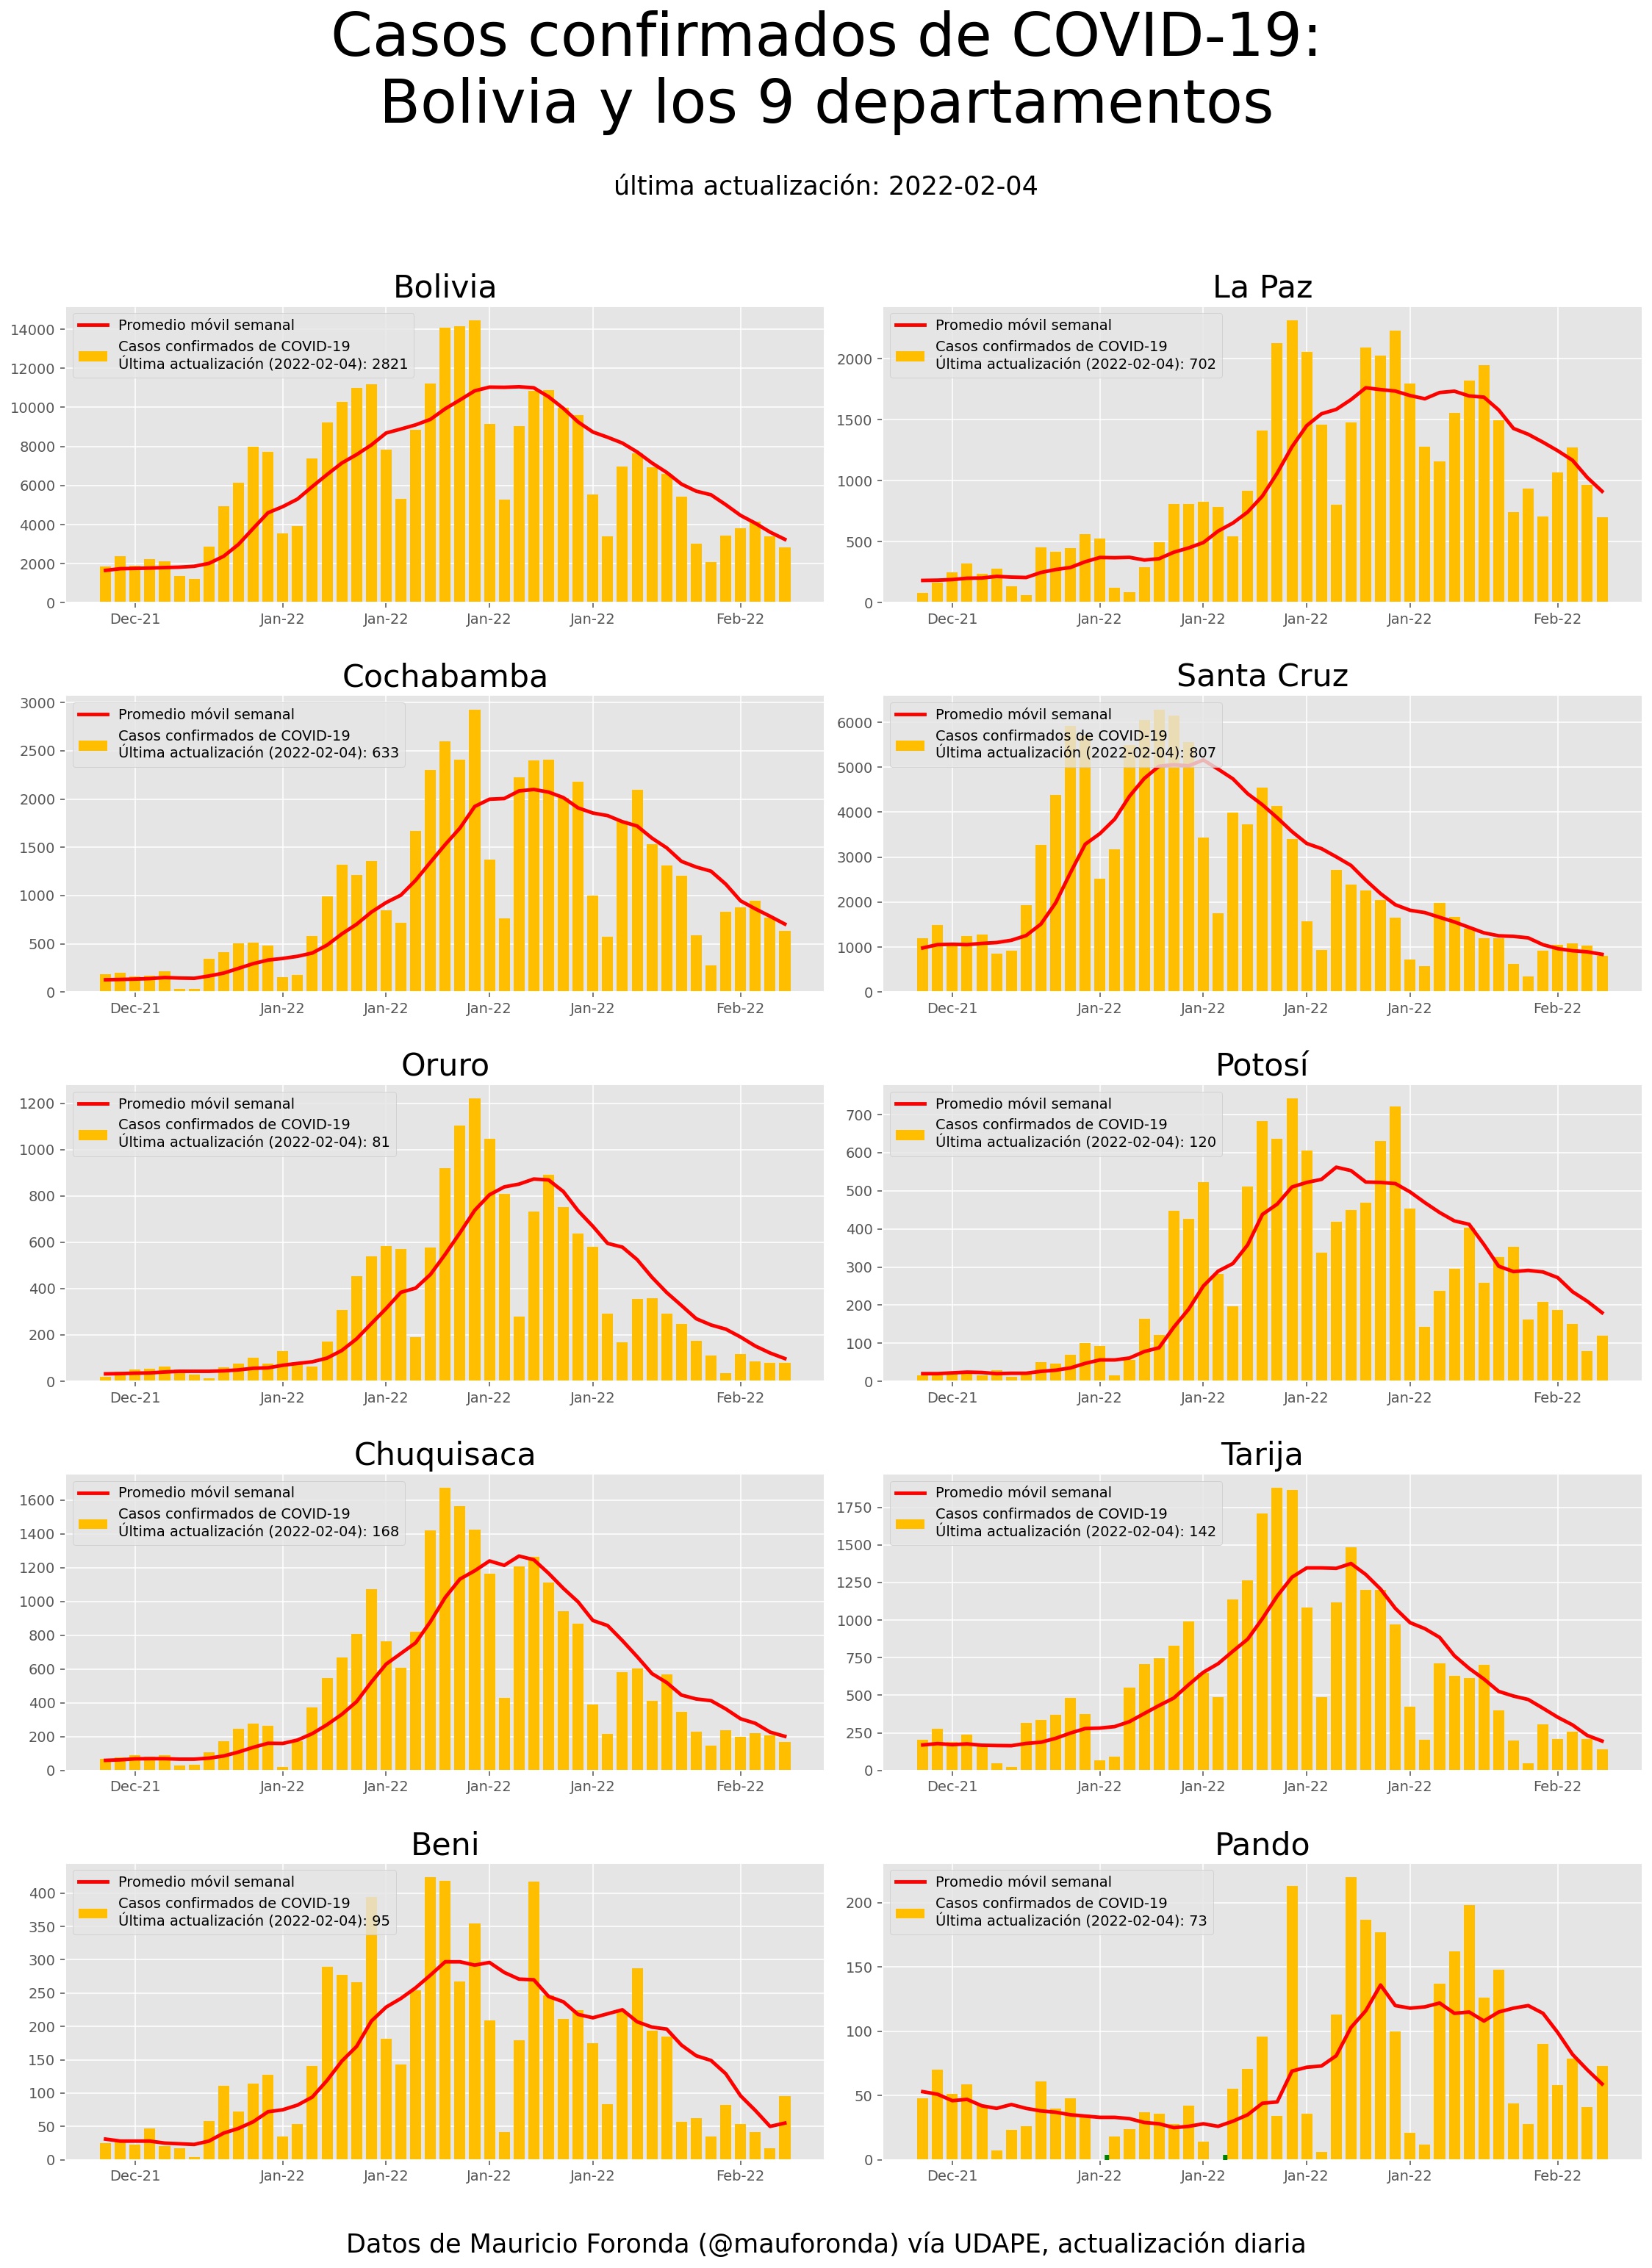 Casos confirmados de COVID-19:
Bolivia y los 9 departamentos
última actualización: 2022-02-04
Bolivia
Promedio móvil semanal
Casos confirmados de COVID-19
Última actualización (2022-02-04): 2821
14000
12000
10000
8000
6000
4000
2000
0
Dec-21 Jan-22 Jan-22 Jan-22 Jan-22 Feb-22
La Paz
Promedio móvil semanal
Casos confirmados de COVID-19
Última actualización (2022-02-04): 702
2000
1500
1000
500
0
Dec-21 Jan-22 Jan-22 Jan-22 Jan-22 Feb-22
Cochabamba
Promedio móvil semanal
Casos confirmados de COVID-19
Última actualización (2022-02-04): 633
3000
2500
2000
1500
1000
500
0
Dec-21 Jan-22 Jan-22 Jan-22 Jan-22 Feb-22
Santa Cruz
Promedio móvil semanal
Casos confirmados de COVID-19
Última actualización (2022-02-04): 807
6000
5000
4000
3000
2000
1000
0
Dec-21 Jan-22 Jan-22 Jan-22 Jan-22 Feb-22
Oruro
Promedio móvil semanal
Casos confirmados de COVID-19
Última actualización (2022-02-04): 81
1200
1000
800
600
400
200
0
Dec-21 Jan-22 Jan-22 Jan-22 Jan-22 Feb-22
Potosí
Promedio móvil semanal
Casos confirmados de COVID-19
Última actualización (2022-02-04): 120
700
600
500
400
300
200
100
0
Dec-21 Jan-22 Jan-22 Jan-22 Jan-22 Feb-22
Chuquisaca
Promedio móvil semanal
Casos confirmados de COVID-19
Última actualización (2022-02-04): 168
1600
1400
1200
1000
800
600
400
200
0
Dec-21 Jan-22 Jan-22 Jan-22 Jan-22 Feb-22
Tarija
Promedio móvil semanal
Casos confirmados de COVID-19
Última actualización (2022-02-04): 142
1750
1500
1250
1000
750
500
250
0
Dec-21 Jan-22 Jan-22 Jan-22 Jan-22 Feb-22
Beni
Promedio móvil semanal
Casos confirmados de COVID-19
Última actualización (2022-02-04): 95
400
350
300
250
200
150
100
50
0
Dec-21 Jan-22 Jan-22 Jan-22 Jan-22 Feb-22
Pando
Promedio móvil semanal
Casos confirmados de COVID-19
Última actualización (2022-02-04): 73
200
150
100
50
0
Dec-21 Jan-22 Jan-22 Jan-22 Jan-22 Feb-22
Datos de Mauricio Foronda (@mauforonda) vía UDAPE, actualización diaria